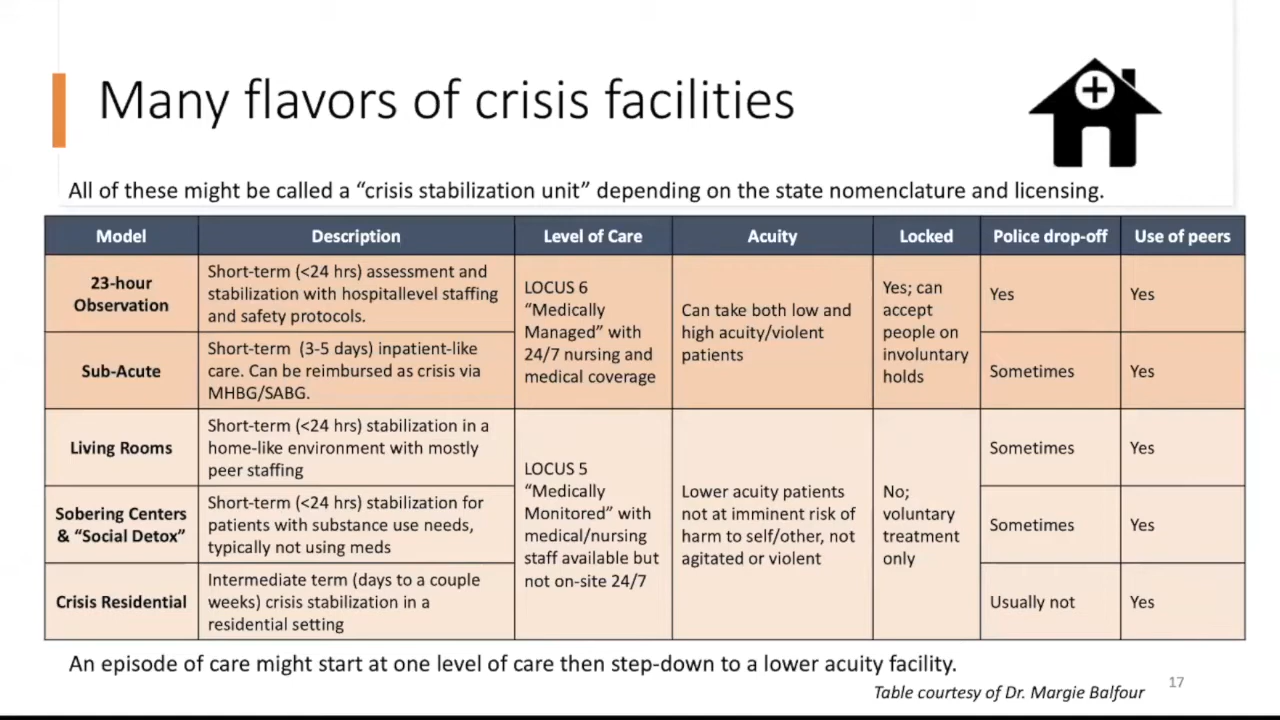 Many flavors of crisis facilities
All of these might be called a “crisis stabilization unit” depending on the state nomenclature and licensing.
Model
Description
Level of Care
Acuity
Locked
Police drop-off
Use of peers
23-hour
Observation
Short-term (<24 hrs) assessment and
stabilization with hospitallevel staffing
and safety protocols.
LOCUS 6
“Medically
Managed” with
24/7 nursing and
medical coverage
Can take both low and
high acuity/violent
patients
Yes; can
accept
people on
involuntary
holds
Yes
Yes
Sub-Acute
Short-term  (3-5 days) inpatient-like
care. Can be reimbursed as crisis via
MHBG/SABG.
Sometimes
Yes
Living Rooms
Short-term (<24 hrs) stabilization in a
home-like environment with mostly
peer staffing
LOCUS 5
“Medically
Monitored” with
medical/nursing
staff available but
not on-site 24/7
Lower acuity patients
not at imminent risk of
harm to self/other, not
agitated or violent
No;
voluntary
treatment
only
Sometimes
Yes
Sobering Centers
& “Social Detox”
Short-term (<24 hrs) stabilization for
patients with substance use needs,
typically not using meds
Sometimes
Yes
Crisis Residential
Intermediate term (days to a couple
weeks) crisis stabilization in a
residential setting
Usually not
Yes
An episode of care might start at one level of care then step-down to a lower acuity facility.
Table courtesy of Dr. Margie Balfour
17